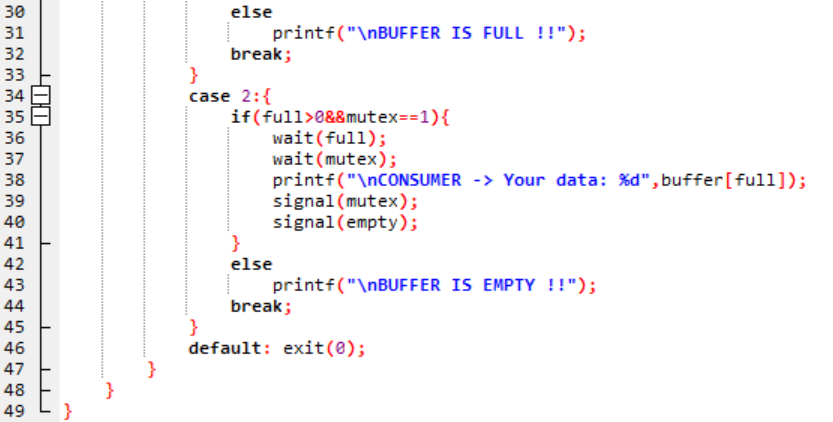 30 else
31 printf("\nBUFFER IS FULL !!");
32 break;
33 }
34 case 2:{
35 if(full>0&&mutex==1){
36 wait(full);
37 wait(mutex);
38 printf("\nCONSUMER -> Your data: %d",buffer[full]);
39 signal(mutex);
40 signal(empty);
41 }
42 else
43 printf("\nBUFFER IS EMPTY !!");
44 break;
45 }
46 default: exit(0);
47 }
48 }
49 }